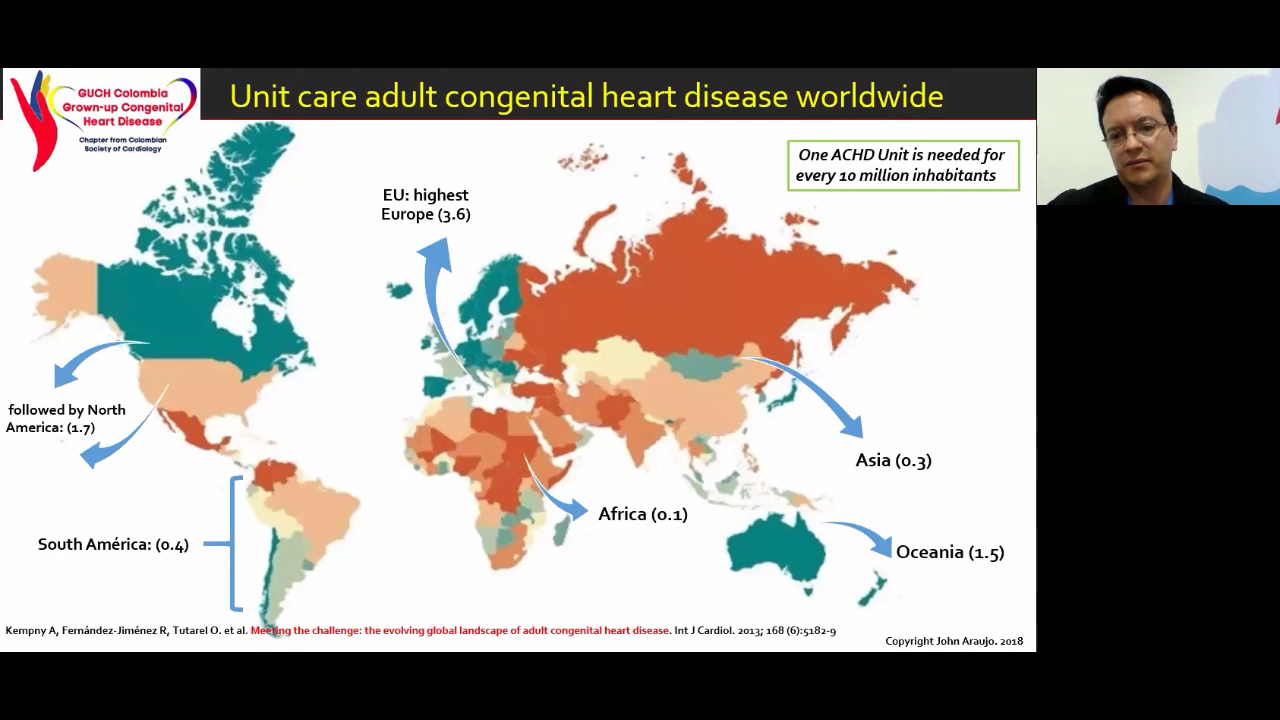 GUCH Colombia
Grown-up Congenital
Heart Disease
Chapter from Colombian
Society of Cardiology
Unit care adult congenital heart disease worldwide
One ACHD Unit is needed for
every 10 million inhabitants
EU: highest
Europe (3.6)
followed by North
America: (1.7)
Asia (0.3)
Africa (0.1)
South América: (0.4)
Oceania (1.5)
Kempny A, Fernández-Jiménez R, Tutarel O. et al. Meeting the challenge: the evolving global landscape of adult congenital heart disease. Int J Cardiol. 2013; 168 (6):5182-9
Copyright John Araujo. 2018